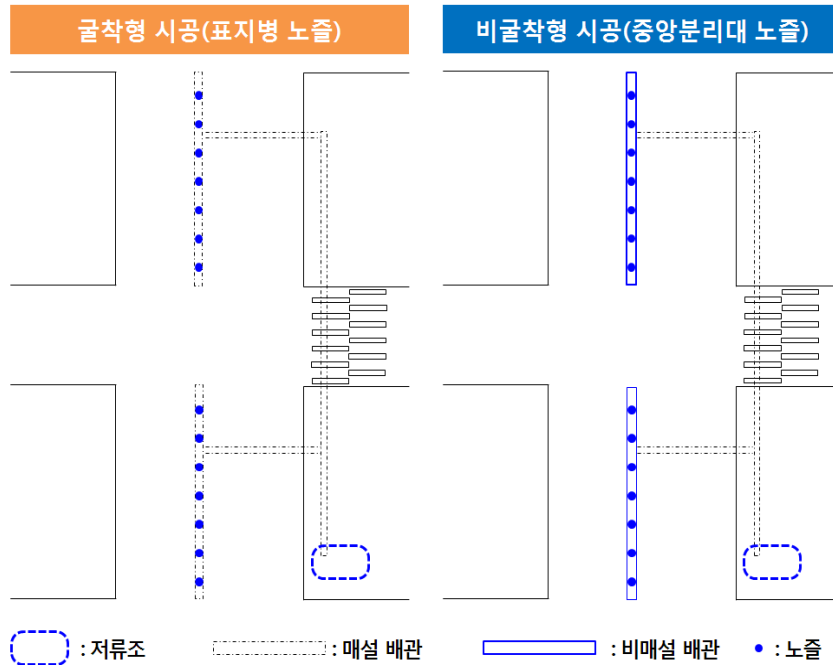 굴착형 시공(표지병 노즐)
비굴착형 시공(중앙분리대 노즐)
: 저류조
: 매설 배관
: 비매설 배관
: 노즐